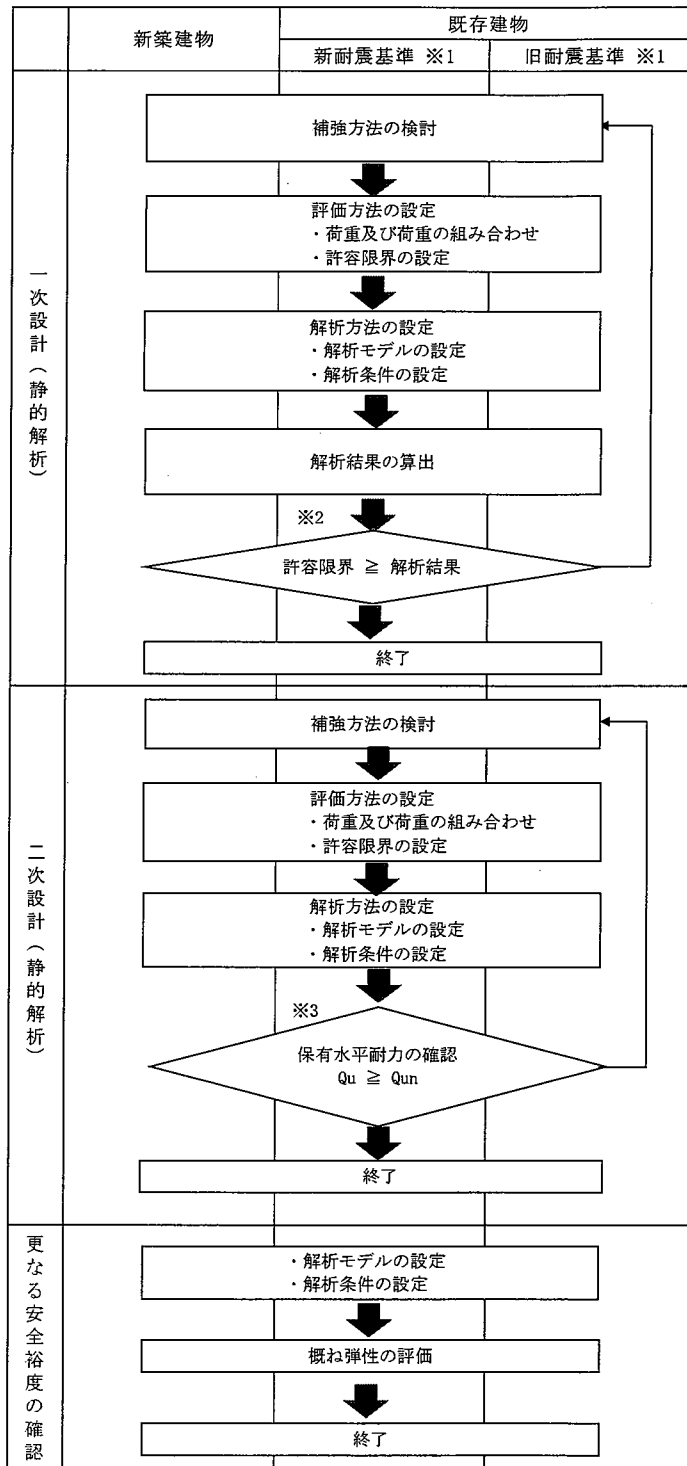 新築建物
既存建物
新耐震基準 ※1
旧耐震基準 ※1
一次設計（静的解析）
補強方法の検討
評価方法の設定
・荷重及び荷重の組み合わせ
・許容限界の設定
解析方法の設定
・解析モデルの設定
・解析条件の設定
解析結果の算出
※2
許容限界 ≧ 解析結果
終了
二次設計（静的解析）
補強方法の検討
評価方法の設定
・荷重及び荷重の組み合わせ
・許容限界の設定
解析方法の設定
・解析モデルの設定
・解析条件の設定
※3
保有水平耐力の確認
Qu ≧ Qun
終了
更なる安全裕度の確認
・解析モデルの設定
・解析条件の設定
概ね弾性の評価
終了